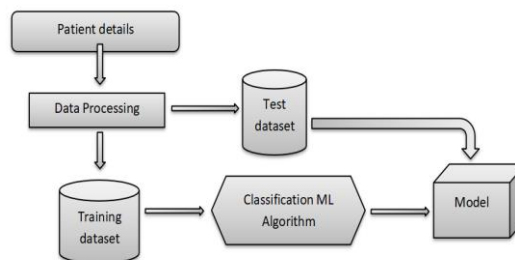 Patient details
Data Processing
Test
dataset
Training
dataset
Classification ML
Algorithm
Model